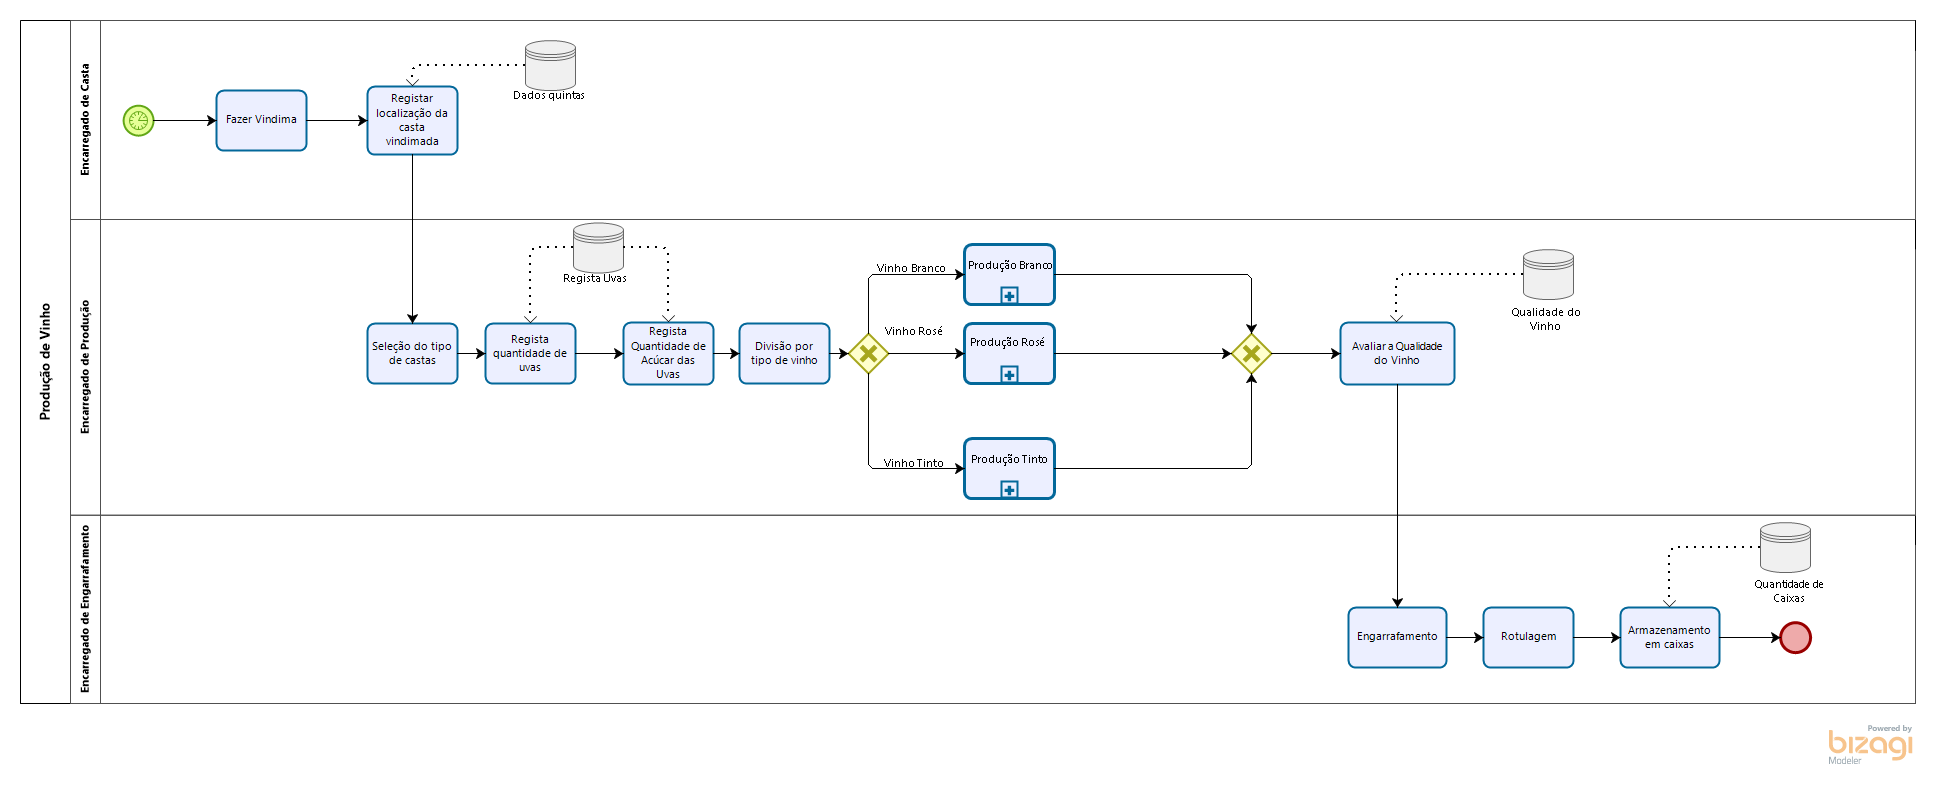 Produção de Vinho
Encarregado de Casta
Dados quintas
Fazer Vindima
Registar
localização da
casta
vindimada
Encarregado de Produção
Regista Uvas
Seleção do tipo
de castas
Regista
quantidade de
uvas
Regista
Quantidade de
Acúcar das
Uvas
Divisão por
tipo de vinho
Vinho Branco
Vinho Rosé
Vinho Tinto
Produção Branco
Produção Rosé
Produção Tinto
Avaliar a Qualidade
do Vinho
Qualidade do
Vinho
Encarregado de Engarrafamento
Engarrafamento
Rotulagem
Armazenamento
em caixas
Quantidade de
Caixas
Powered by
bizagi
Modeler